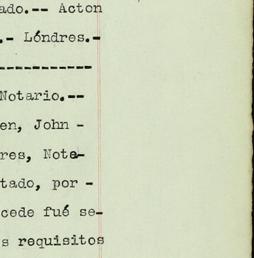 ado.-- Acton
.- Lóndres.-
-----------
Notario.--
en, John -
res, Nota-
tado, por -
cede fué se-
s requisitos